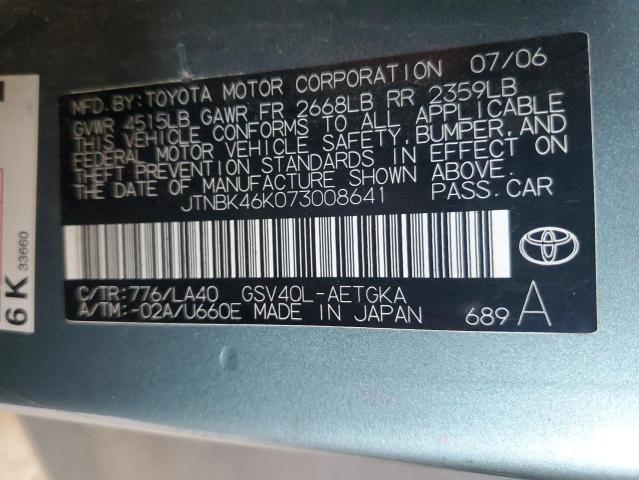 MFD. BY: TOYOTA MOTOR CORPORATION 07/06
GVWR 4515LB GAWR FR 2668LB RR 2359LB
THIS VEHICLE CONFORMS TO ALL APPLICABLE
FEDERAL MOTOR VEHICLE SAFETY, BUMPER, AND
THEFT PREVENTION STANDARDS IN EFFECT ON
THE DATE OF MANUFACTURE SHOWN ABOVE.
JTNBK46K073008641 PASS. CAR
C/TR: 776/LA40 GSV40L-AETGKA
A/TM: -02A/U660E MADE IN JAPAN 689 A
6 K 33660